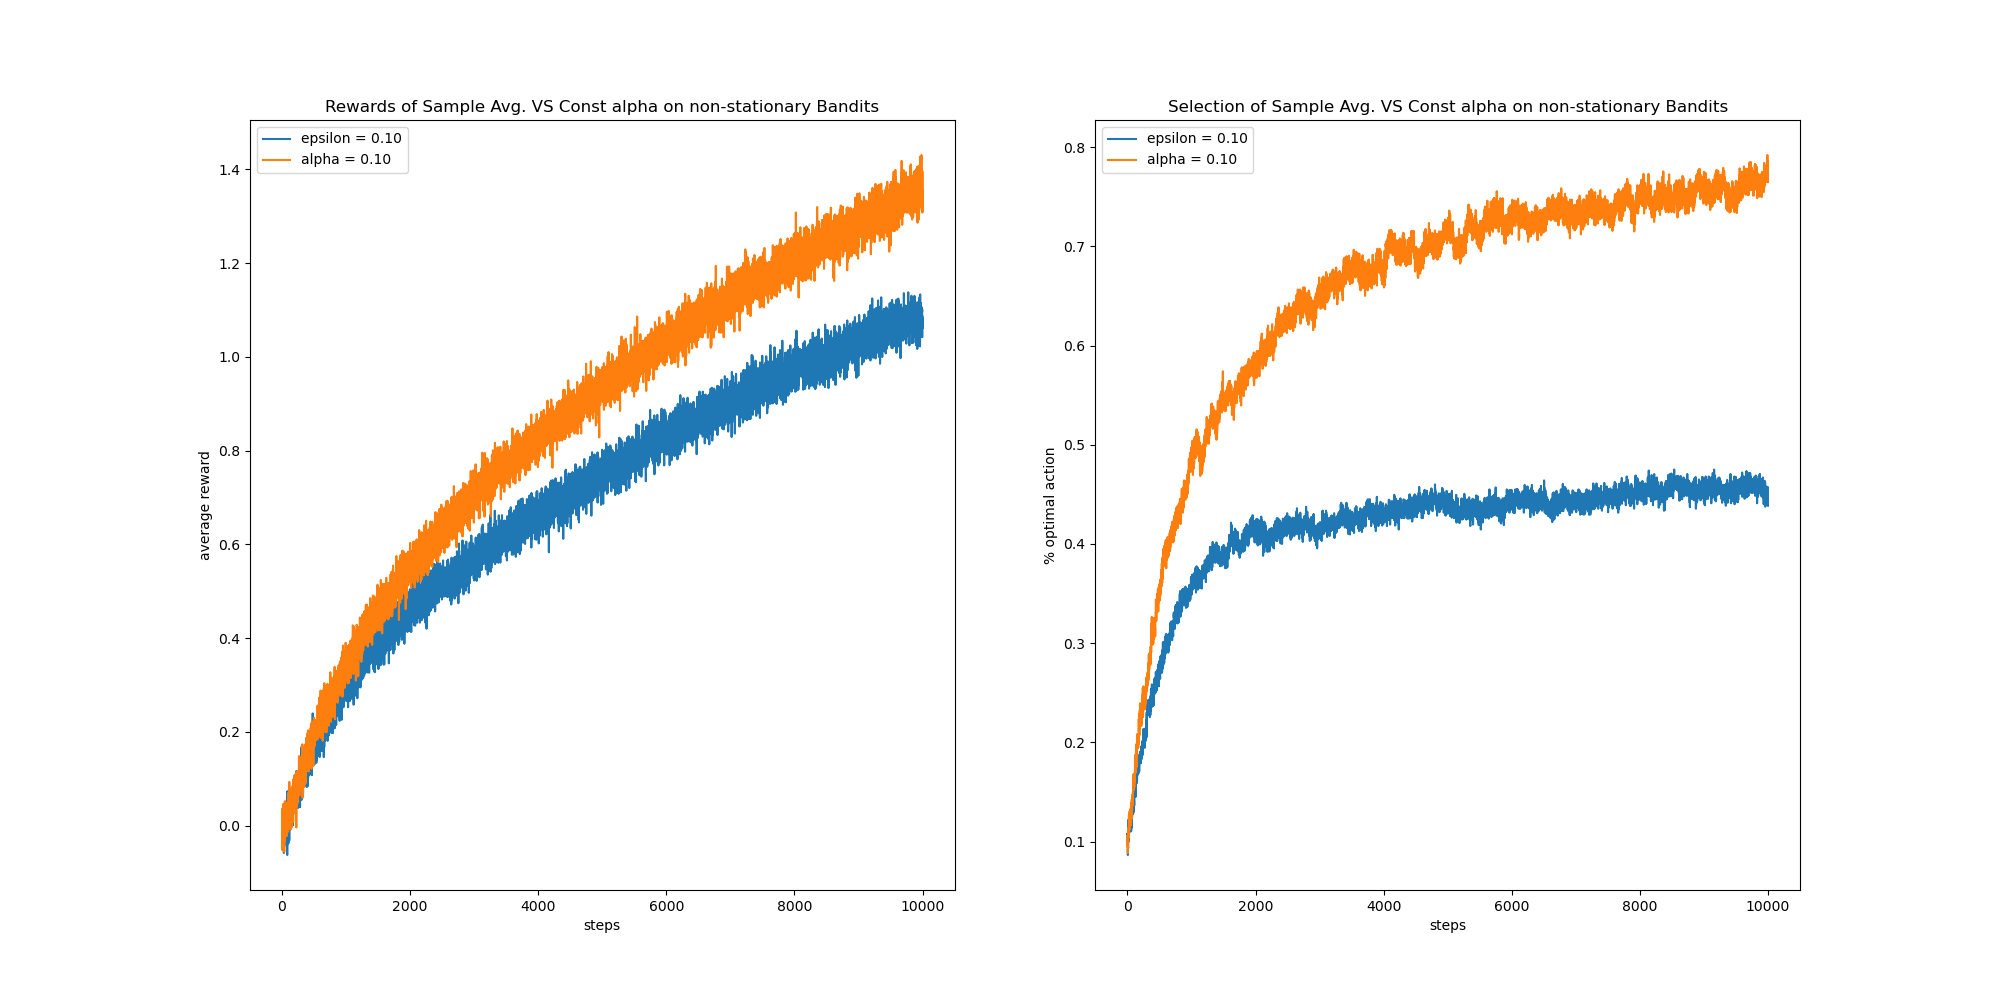 Rewards of Sample Avg. VS Const alpha on non-stationary Bandits
epsilon = 0.10
alpha = 0.10
1.4
1.2
1.0
0.8
0.6
0.4
0.2
0.0
average reward
0 2000 4000 6000 8000 10000
steps
Selection of Sample Avg. VS Const alpha on non-stationary Bandits
epsilon = 0.10
alpha = 0.10
0.8
0.7
0.6
0.5
0.4
0.3
0.2
0.1
% optimal action
0 2000 4000 6000 8000 10000
steps